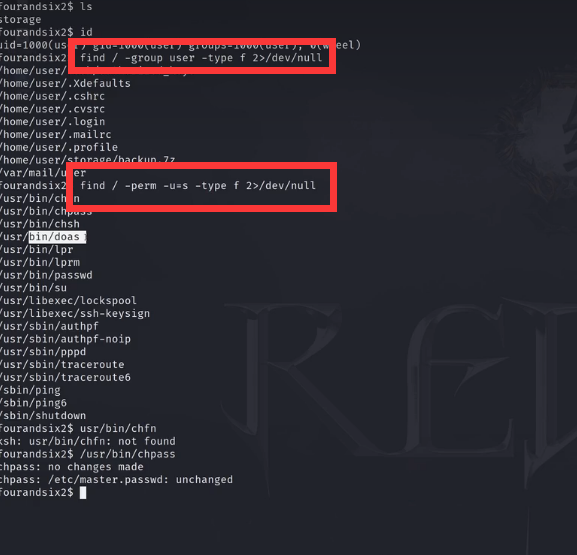 fourandsix2$ ls
storage
fourandsix2$ id
uid=1000(user) gid=1000(user) groups=1000(user), 0(wheel)
fourandsix2$ find / -group user -type f 2>/dev/null
/home/user/
/home/user/.Xdefaults
/home/user/.cshrc
/home/user/.cvsrc
/home/user/.login
/home/user/.mailrc
/home/user/.profile
/home/user/storage/backup.7z
/var/mail/user
fourandsix2$ find / -perm -u=s -type f 2>/dev/null
/usr/bin/chfn
/usr/bin/chpass
/usr/bin/chsh
/usr/bin/doas
/usr/bin/lpr
/usr/bin/lprm
/usr/bin/passwd
/usr/bin/su
/usr/libexec/lockspool
/usr/libexec/ssh-keysign
/usr/sbin/authpf
/usr/sbin/authpf-noip
/usr/sbin/pppd
/usr/sbin/traceroute
/usr/sbin/traceroute6
/sbin/ping
/sbin/ping6
/sbin/shutdown
fourandsix2$ usr/bin/chfn
ksh: usr/bin/chfn: not found
fourandsix2$ /usr/bin/chpass
chpass: no changes made
chpass: /etc/master.passwd: unchanged
fourandsix2$
RED